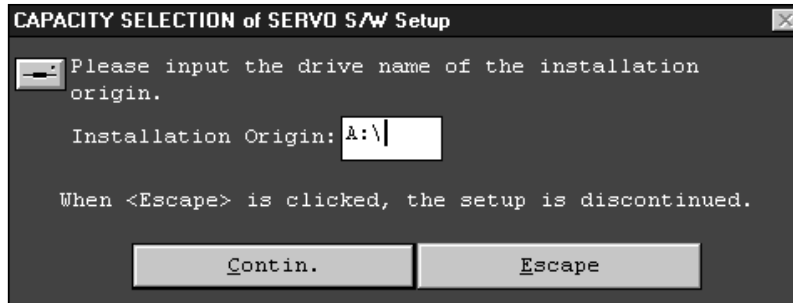 CAPACITY SELECTION of SERVO S/W Setup
Please input the drive name of the installation
origin.
Installation Origin: A:\
When <Escape> is clicked, the setup is discontinued.
Contin.
Escape